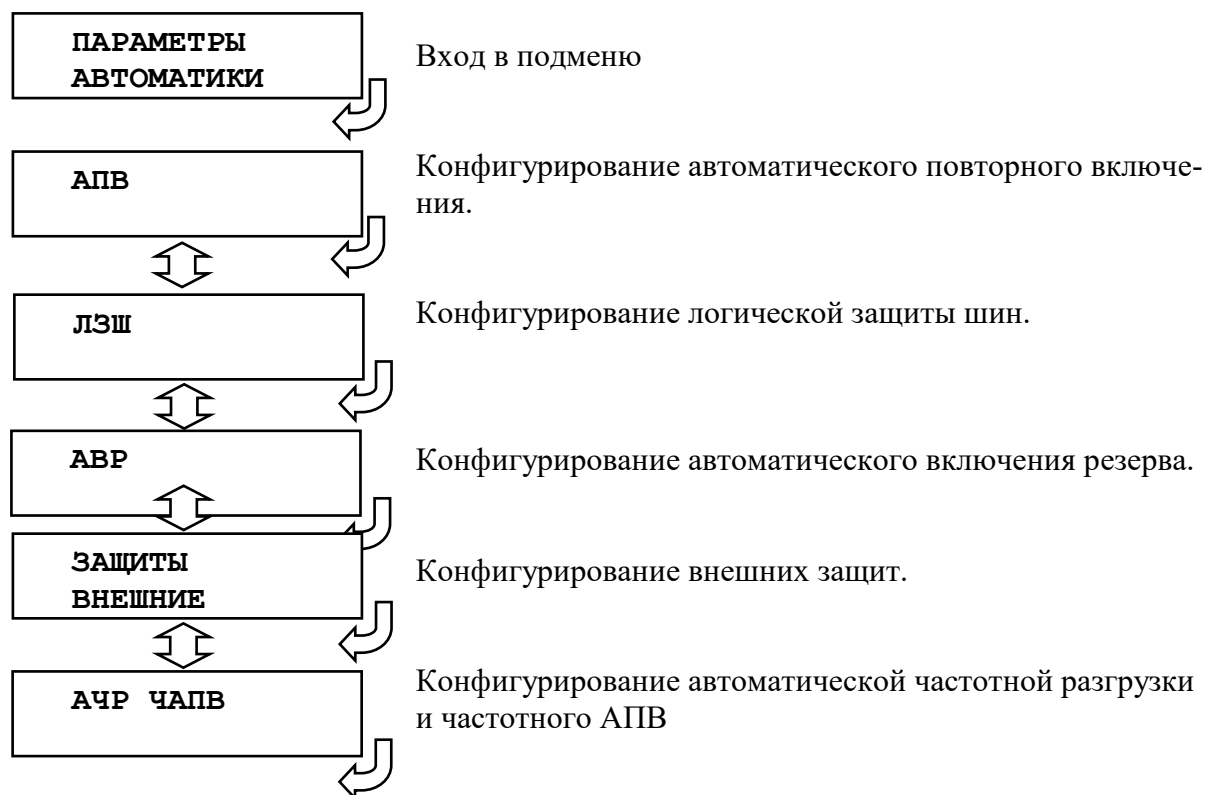 ПАРАМЕТРЫ
АВТОМАТИКИ
Вход в подменю
АПВ
Конфигурирование автоматического повторного включе-
ния.
ЛЗШ
Конфигурирование логической защиты шин.
АВР
Конфигурирование автоматического включения резерва.
ЗАЩИТЫ
ВНЕШНИЕ
Конфигурирование внешних защит.
АЧР ЧАПВ
Конфигурирование автоматической частотной разгрузки
и частотного АПВ